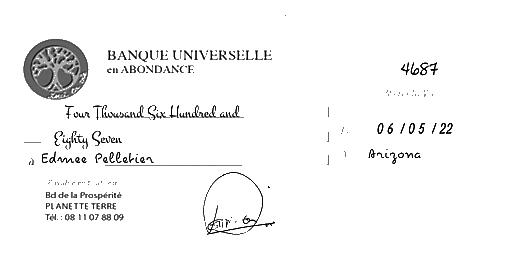 BANQUE UNIVERSELLE
en ABONDANCE
4687
Four Thousand Six Hundred and
Eighty Seven
06/05/22
à Edmee Pelletier
Arizona
Bd de la Prospérité
PLANETTE TERRE
Tél. : 08 11 07 88 09